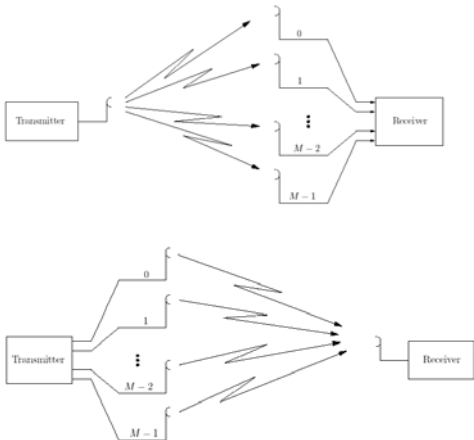 0
1
Transmitter
Receiver
M − 2
M − 1
0
1
Transmitter
Receiver
M − 2
M − 1